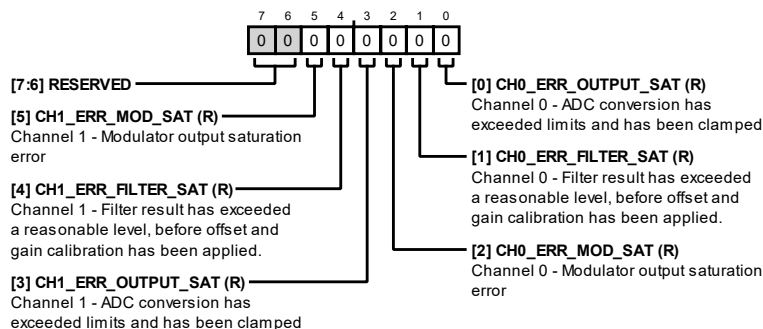 7 6 5 4 3 2 1 0
0 0 0 0 0 0 0 0
[7:6] RESERVED
[5] CH1_ERR_MOD_SAT (R)
Channel 1 - Modulator output saturation
error
[4] CH1_ERR_FILTER_SAT (R)
Channel 1 - Filter result has exceeded
a reasonable level, before offset and
gain calibration has been applied.
[3] CH1_ERR_OUTPUT_SAT (R)
Channel 1 - ADC conversion has
exceeded limits and has been clamped
[0] CH0_ERR_OUTPUT_SAT (R)
Channel 0 - ADC conversion has
exceeded limits and has been clamped
[1] CH0_ERR_FILTER_SAT (R)
Channel 0 - Filter result has exceeded
a reasonable level, before offset and
gain calibration has been applied.
[2] CH0_ERR_MOD_SAT (R)
Channel 0 - Modulator output saturation
error